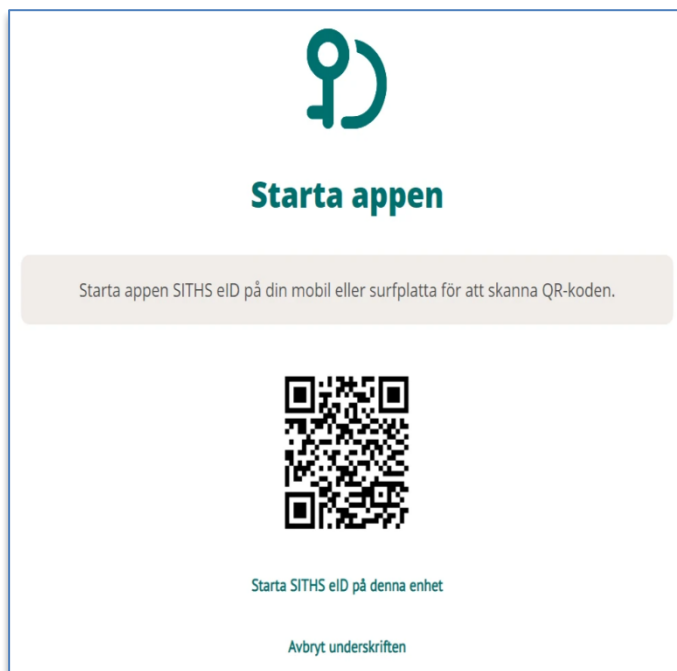 Starta appen
Starta appen SITHS eID på din mobil eller surfplatta för att skanna QR-koden.
Starta SITHS eID på denna enhet
Avbryt underskriften